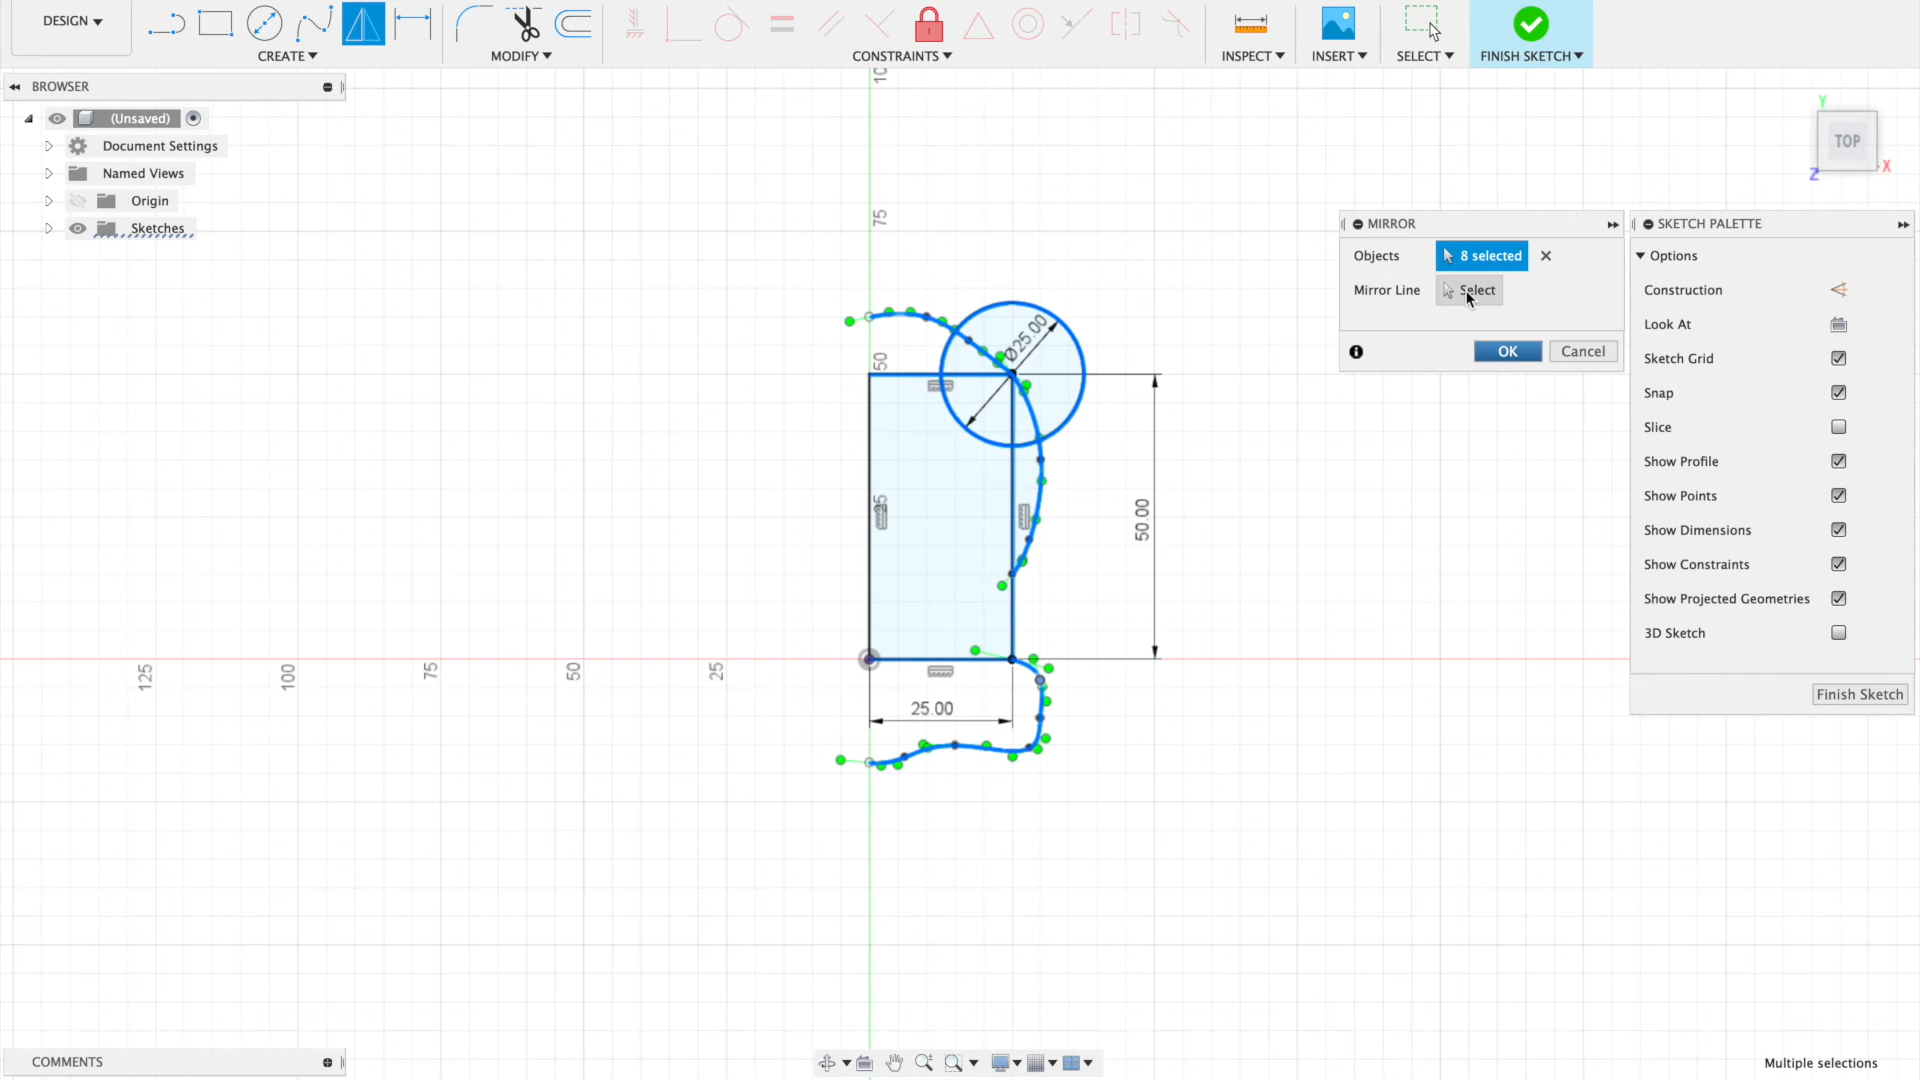 DESIGN
CREATE
MODIFY
CONSTRAINTS
INSPECT
INSERT
SELECT
FINISH SKETCH
BROWSER
(Unsaved)
Document Settings
Named Views
Origin
Sketches
TOP
Y
X
Z
MIRROR
Objects
8 selected
Mirror Line
Select
OK
Cancel
SKETCH PALETTE
Options
Construction
Look At
Sketch Grid
Snap
Slice
Show Profile
Show Points
Show Dimensions
Show Constraints
Show Projected Geometries
3D Sketch
Finish Sketch
75
50
25
Ø25.00
50.00
25.00
125
100
75
50
25
COMMENTS
Multiple selections